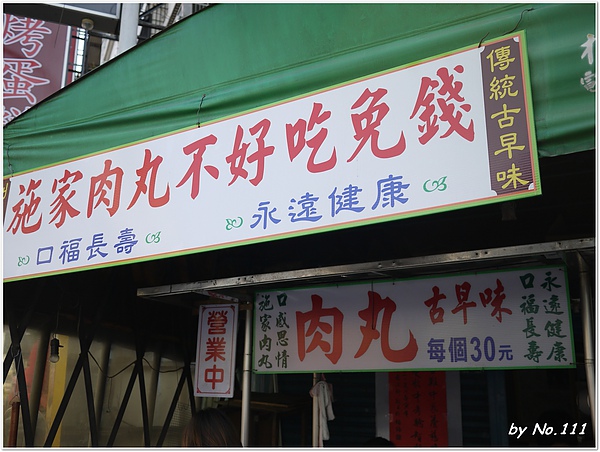 烤蛋
施家肉丸不好吃免錢
傳統古早味
口福長壽
永遠健康
營業中
口感恩情
施家肉丸
肉丸
古早味
每個30元
永遠健康
口福長壽
by No.111